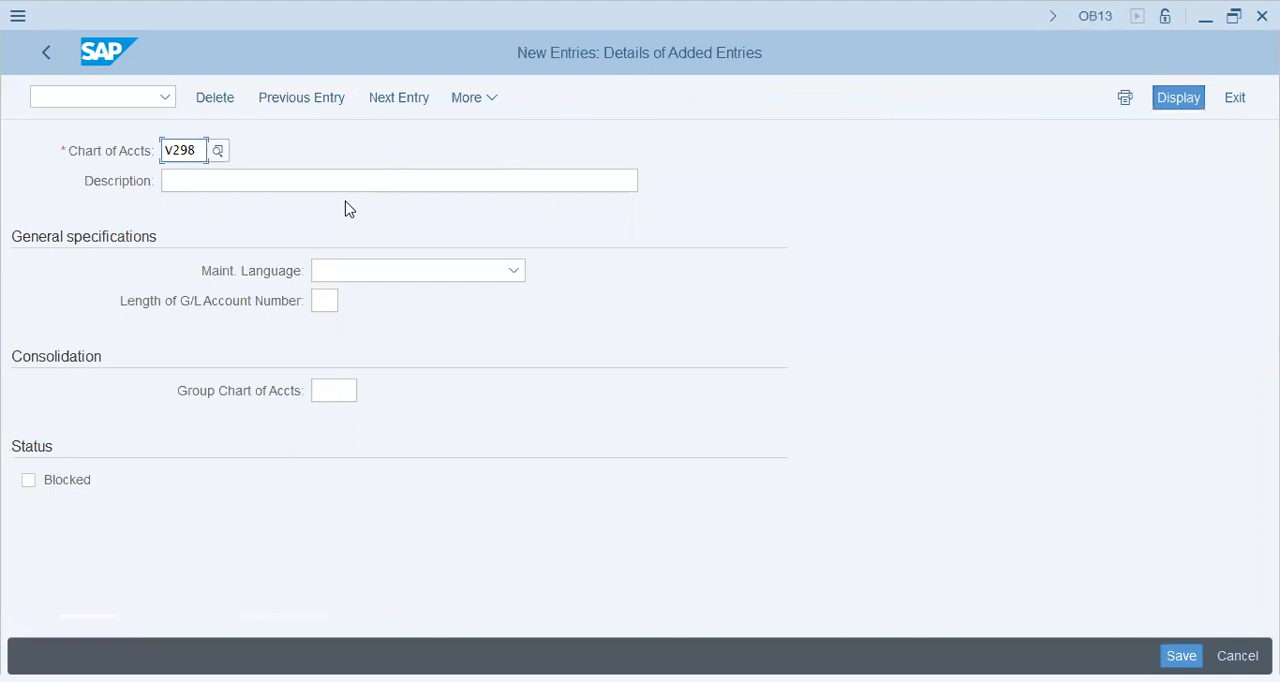 OB13
SAP New Entries: Details of Added Entries
Delete Previous Entry Next Entry More Display Exit
* Chart of Accts: V298
Description:
General specifications
Maint. Language:
Length of G/L Account Number:
Consolidation
Group Chart of Accts:
Status
Blocked
Save Cancel